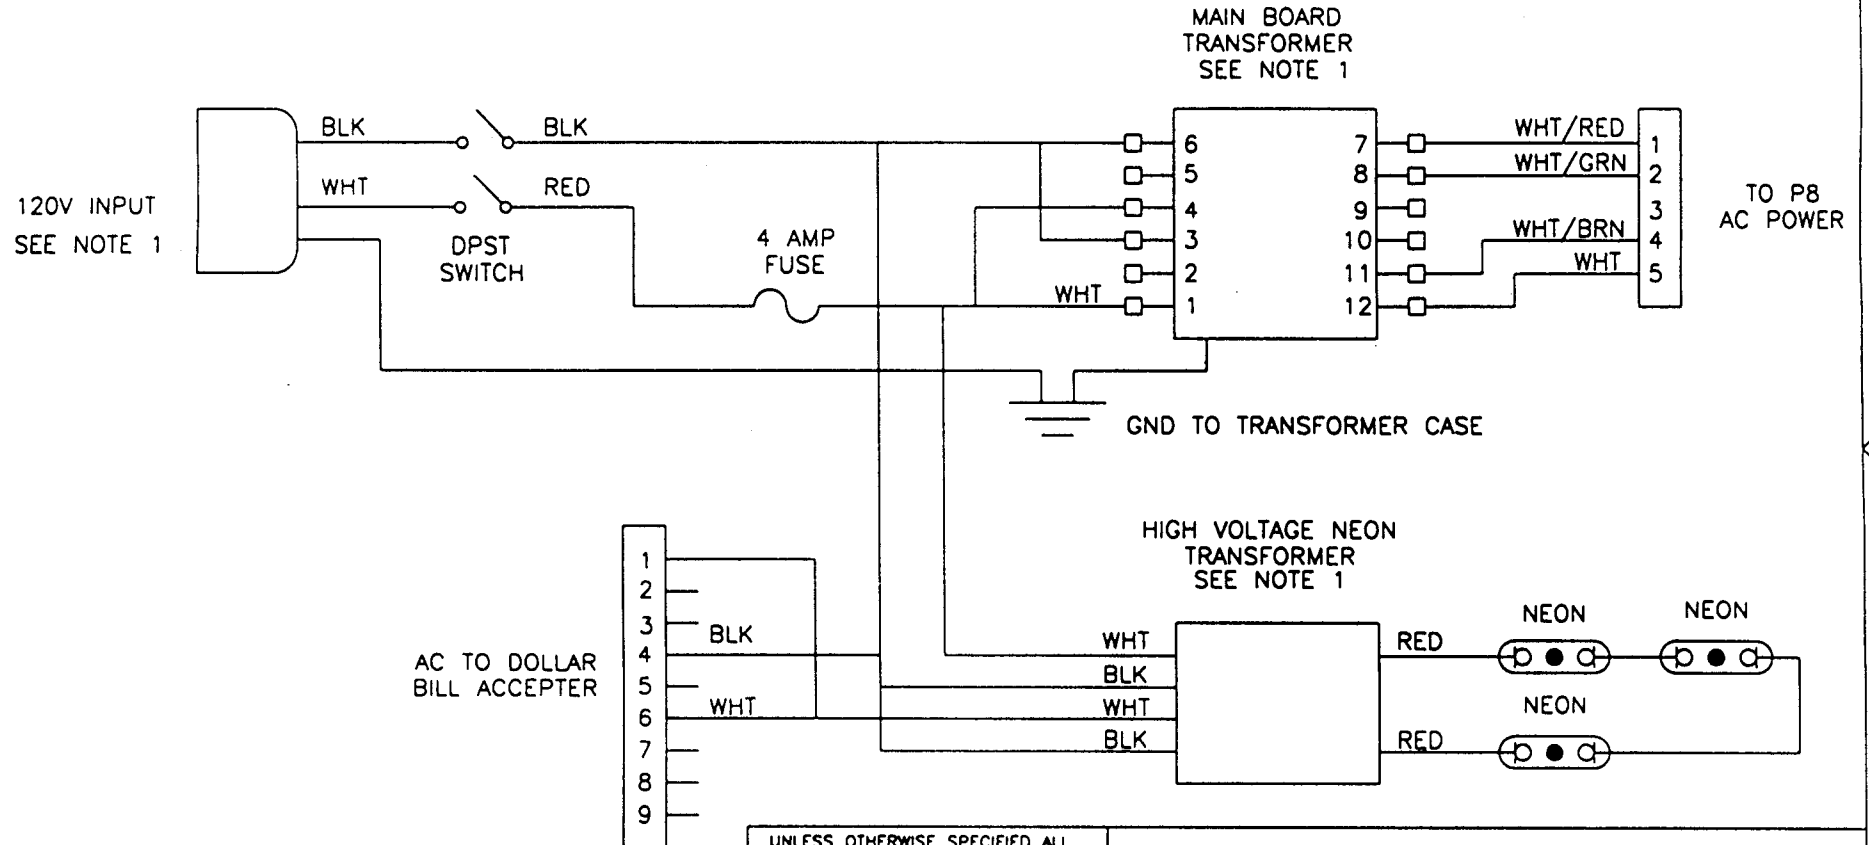 MAIN BOARD
TRANSFORMER
SEE NOTE 1
BLK
BLK
6
7
WHT/RED
1
5
8
WHT/GRN
2
120V INPUT
SEE NOTE 1
WHT
RED
4
9
3
TO P8
AC POWER
DPST
SWITCH
4 AMP
FUSE
3
10
WHT/BRN
4
2
11
WHT
5
WHT
1
12
GND TO TRANSFORMER CASE
HIGH VOLTAGE NEON
TRANSFORMER
SEE NOTE 1
AC TO DOLLAR
BILL ACCEPTER
1
2
3
BLK
4
5
WHT
6
7
8
9
WHT
BLK
WHT
BLK
RED
NEON
NEON
RED
NEON
UNLESS OTHERWISE SPECIFIED ALL